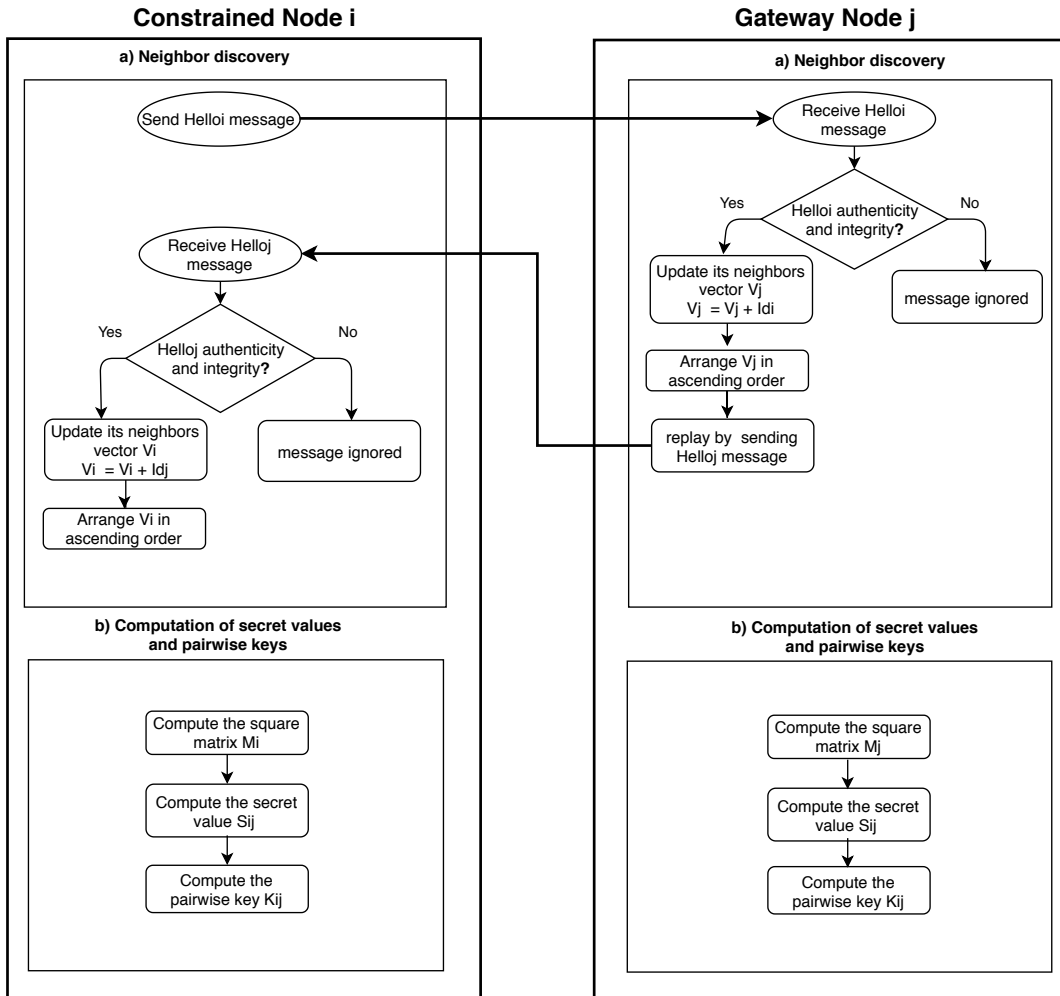 Constrained Node i
a) Neighbor discovery
Send Helloi message
Receive Helloj
message
Yes
No
Helloj authenticity
and integrity?
Update its neighbors
vector Vi
Vi = Vi + Idj
message ignored
Arrange Vi in
ascending order
b) Computation of secret values
and pairwise keys
Compute the square
matrix Mi
Compute the secret
value Sij
Compute the
pairwise key Kij
Gateway Node j
a) Neighbor discovery
Receive Helloi
message
Yes
No
Helloi authenticity
and integrity?
Update its neighbors
vector Vj
Vj = Vj + Idi
message ignored
Arrange Vj in
ascending order
replay by sending
Helloj message
b) Computation of secret values
and pairwise keys
Compute the square
matrix Mj
Compute the secret
value Sij
Compute the
pairwise key Kij